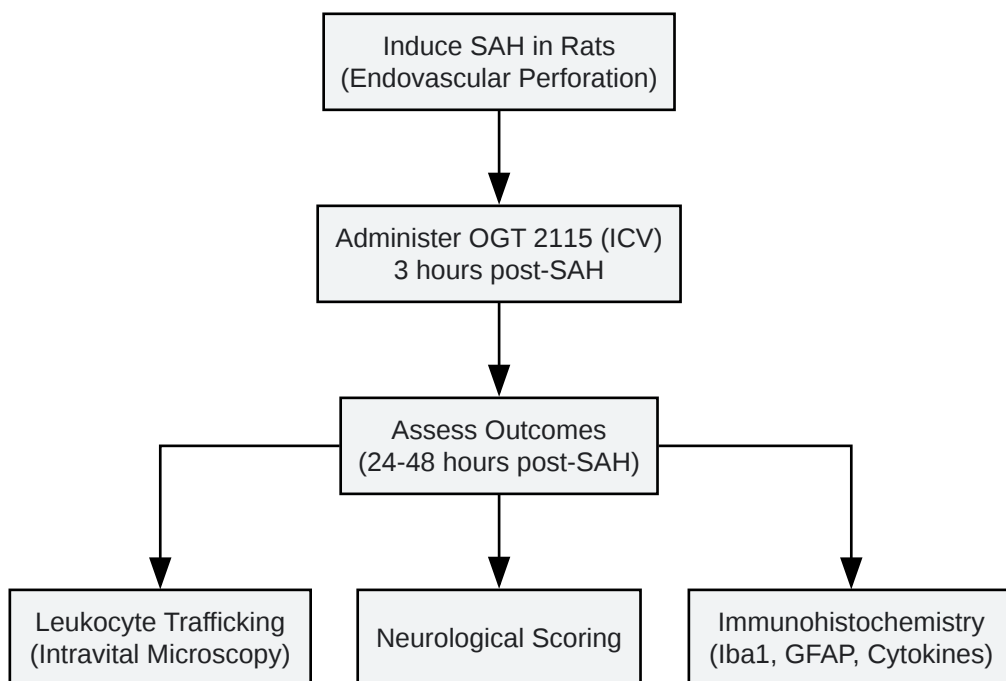 Induce SAH in Rats
(Endovascular Perforation)
Administer OGT 2115 (ICV)
3 hours post-SAH
Assess Outcomes
(24-48 hours post-SAH)
Leukocyte Trafficking
(Intravital Microscopy)
Neurological Scoring
Immunohistochemistry
(Iba1, GFAP, Cytokines)